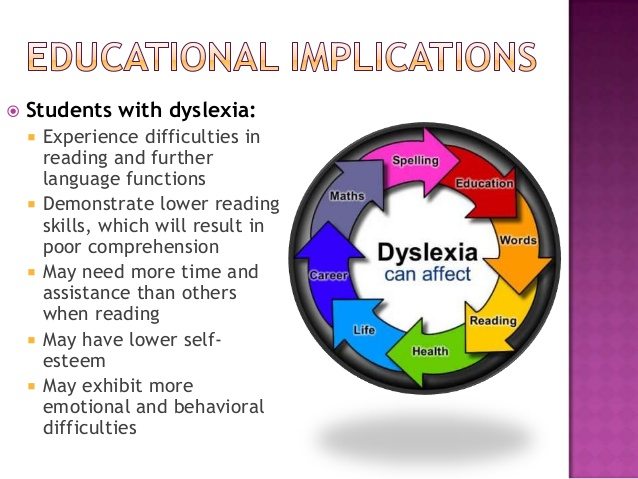 EDUCATIONAL IMPLICATIONS
Students with dyslexia:
Experience difficulties in
reading and further
language functions
Demonstrate lower reading
skills, which will result in
poor comprehension
May need more time and
assistance than others
when reading
May have lower self-
esteem
May exhibit more
emotional and behavioral
difficulties
Dyslexia
can affect
Spelling
Education
Words
Reading
Health
Life
Career
Maths